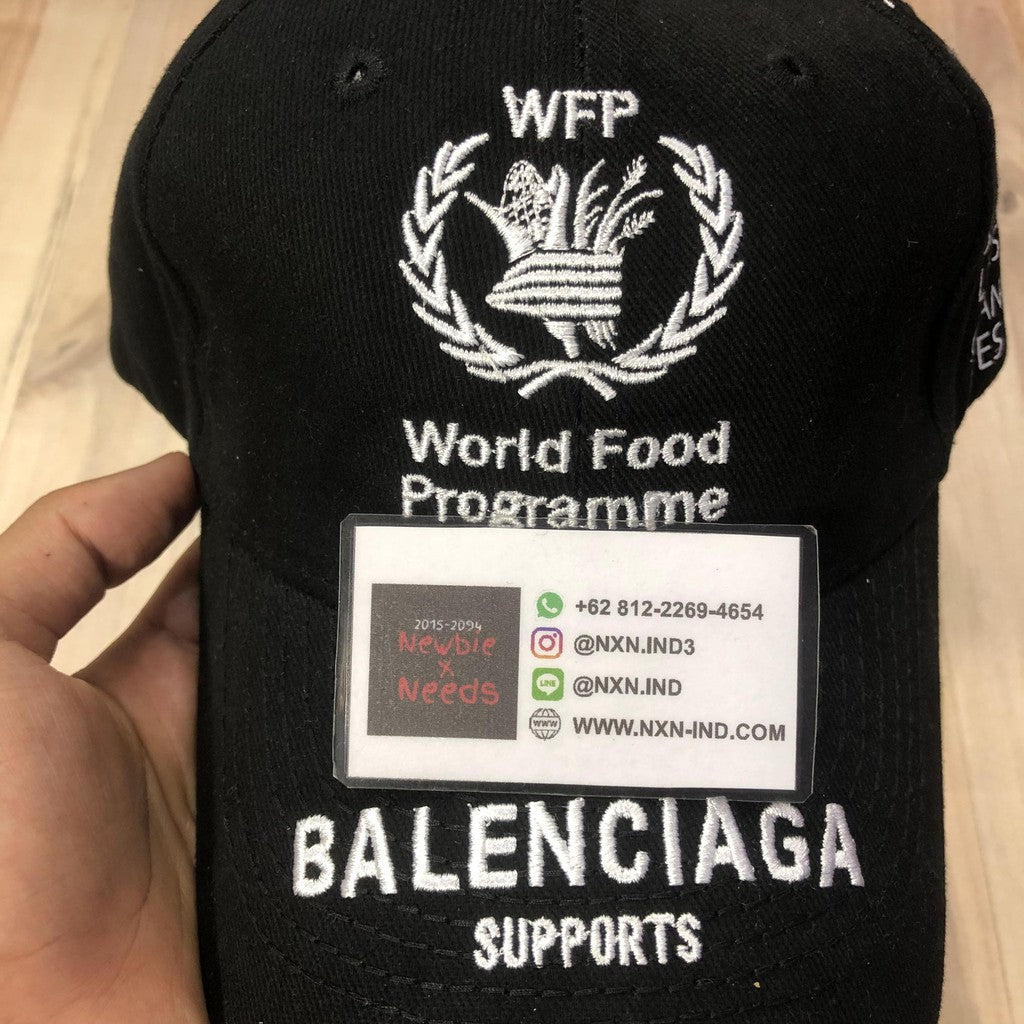 WFP
World Food
Programme
2015-2094
Newbie
x
Needs
+62 812-2269-4654
@NXN.IND3
@NXN.IND
WWW.NXN-IND.COM
BALENCIAGA
SUPPORTS